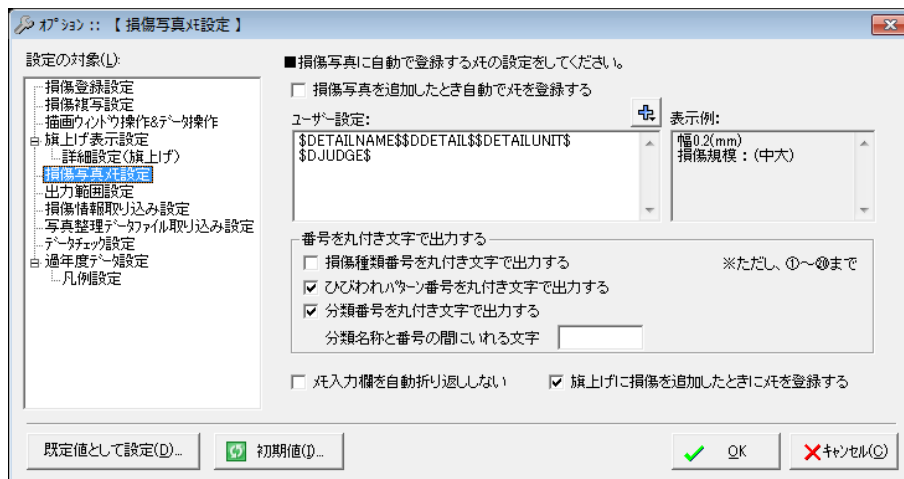 ｵﾌﾟｼｮﾝ :: 【 損傷写真ﾒﾓ設定 】
設定の対象(L):
損傷登録設定
損傷複写設定
描画ｳｨﾝﾄﾞｳ操作&ﾃﾞｰﾀ操作
旗上げ表示設定
詳細設定(旗上げ)
損傷写真ﾒﾓ設定
出力範囲設定
損傷情報取り込み設定
写真整理ﾃﾞｰﾀﾌｧｲﾙ取り込み設定
ﾃﾞｰﾀﾁｪｯｸ設定
過年度ﾃﾞｰﾀ設定
凡例設定
■損傷写真に自動で登録するﾒﾓの設定をしてください。
損傷写真を追加したとき自動でﾒﾓを登録する
ﾕｰｻﾞｰ設定:
$DETAILNAME$$DDETAIL$$DETAILUNIT$
$DJUDGE$
表示例:
幅0.2(mm)
損傷規模：(中大)
番号を丸付き文字で出力する
損傷種類番号を丸付き文字で出力する
※ただし、①～⑳まで
ひびわれﾊﾟﾀｰﾝ番号を丸付き文字で出力する
分類番号を丸付き文字で出力する
分類名称と番号の間にいれる文字
ﾒﾓ入力欄を自動折り返ししない
旗上げに損傷を追加したときにﾒﾓを登録する
既定値として設定(D)...
初期値(I)...
OK
ｷｬﾝｾﾙ(C)